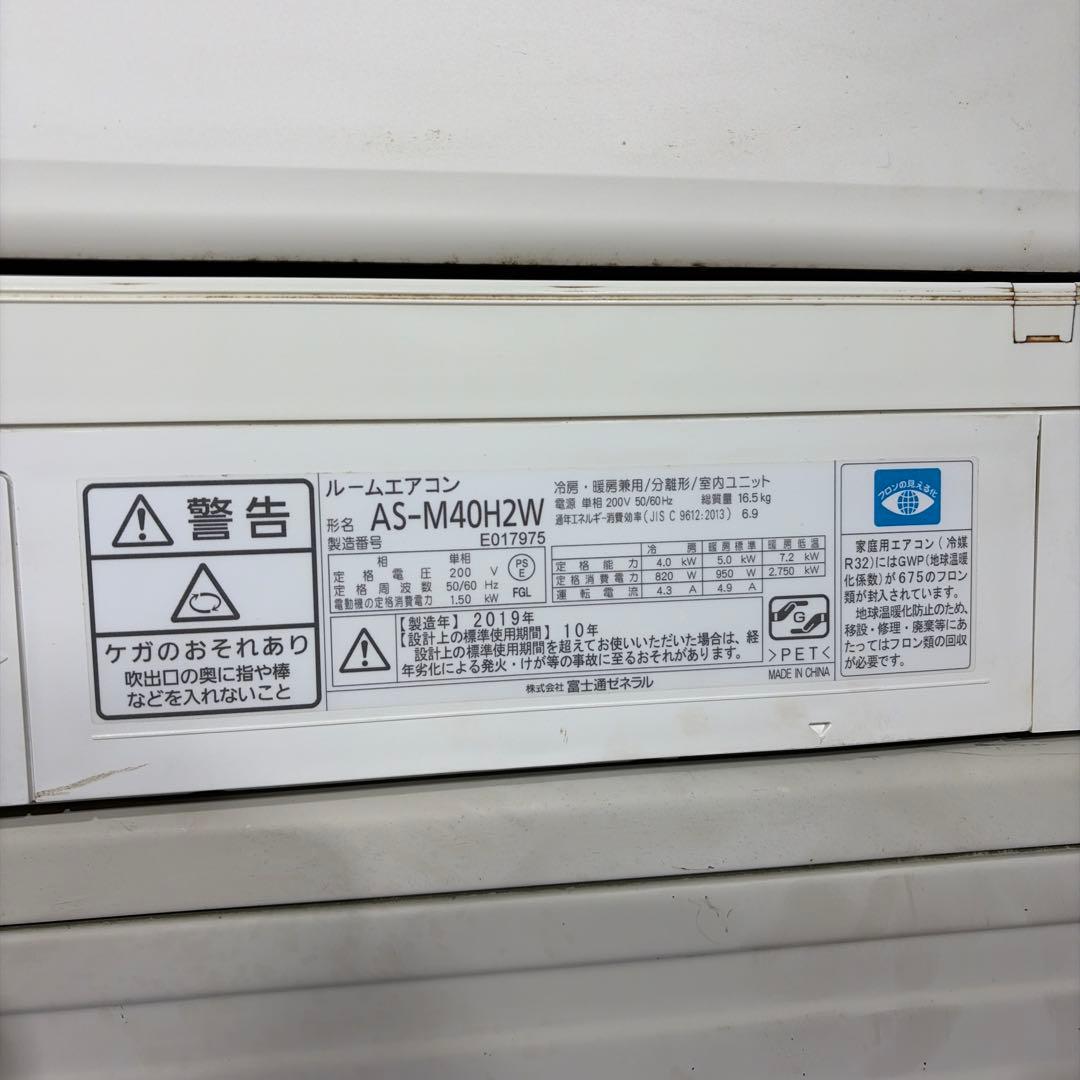 警告
ケガのおそれあり
吹出口の奥に指や棒
などを入れないこと
ルームエアコン
形名 AS-M40H2W
製造番号 E017975
相 単相
定格電圧 200 V
定格周波数 50/60 Hz
電動機の定格消費電力 1.50 kW
PS
E
FGL
冷房・暖房兼用/分離形/室内ユニット
電源 単相 200V 50/60Hz 総質量 16.5kg
通年エネルギー消費効率(JIS C 9612:2013) 6.9
冷房 暖房標準 暖房低温
定格能力 4.0 kW 5.0 kW 7.2 kW
定格消費電力 820 W 950 W 2,750 kW
運転電流 4.3 A 4.9 A
【製造年】2019年
【設計上の標準使用期間】10年
設計上の標準使用期間を超えてお使いいただいた場合は、経
年劣化による発火・けが等の事故に至るおそれがあります。
G
>PET<
MADE IN CHINA
株式会社 富士通ゼネラル
フロンの見える化
家庭用エアコン(冷媒
R32)にはGWP(地球温暖
化係数)が675のフロン
類が封入されています。
地球温暖化防止のため、
移設・修理・廃棄等にあ
たってはフロン類の回収
が必要です。